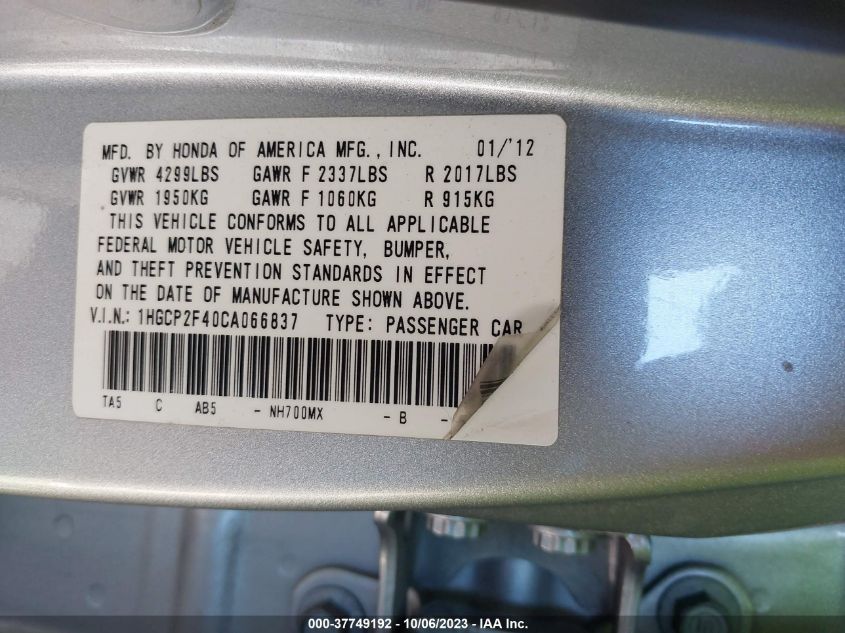 MFD. BY HONDA OF AMERICA MFG., INC. 01/'12
GVWR 4299LBS GAWR F 2337LBS R 2017LBS
GVWR 1950KG GAWR F 1060KG R 915KG
THIS VEHICLE CONFORMS TO ALL APPLICABLE
FEDERAL MOTOR VEHICLE SAFETY, BUMPER,
AND THEFT PREVENTION STANDARDS IN EFFECT
ON THE DATE OF MANUFACTURE SHOWN ABOVE.
V.I.N.: 1HGCP2F40CA066837 TYPE: PASSENGER CAR
TA5 C AB5 - NH700MX - B -
000-37749192 - 10/06/2023 - IAA Inc.